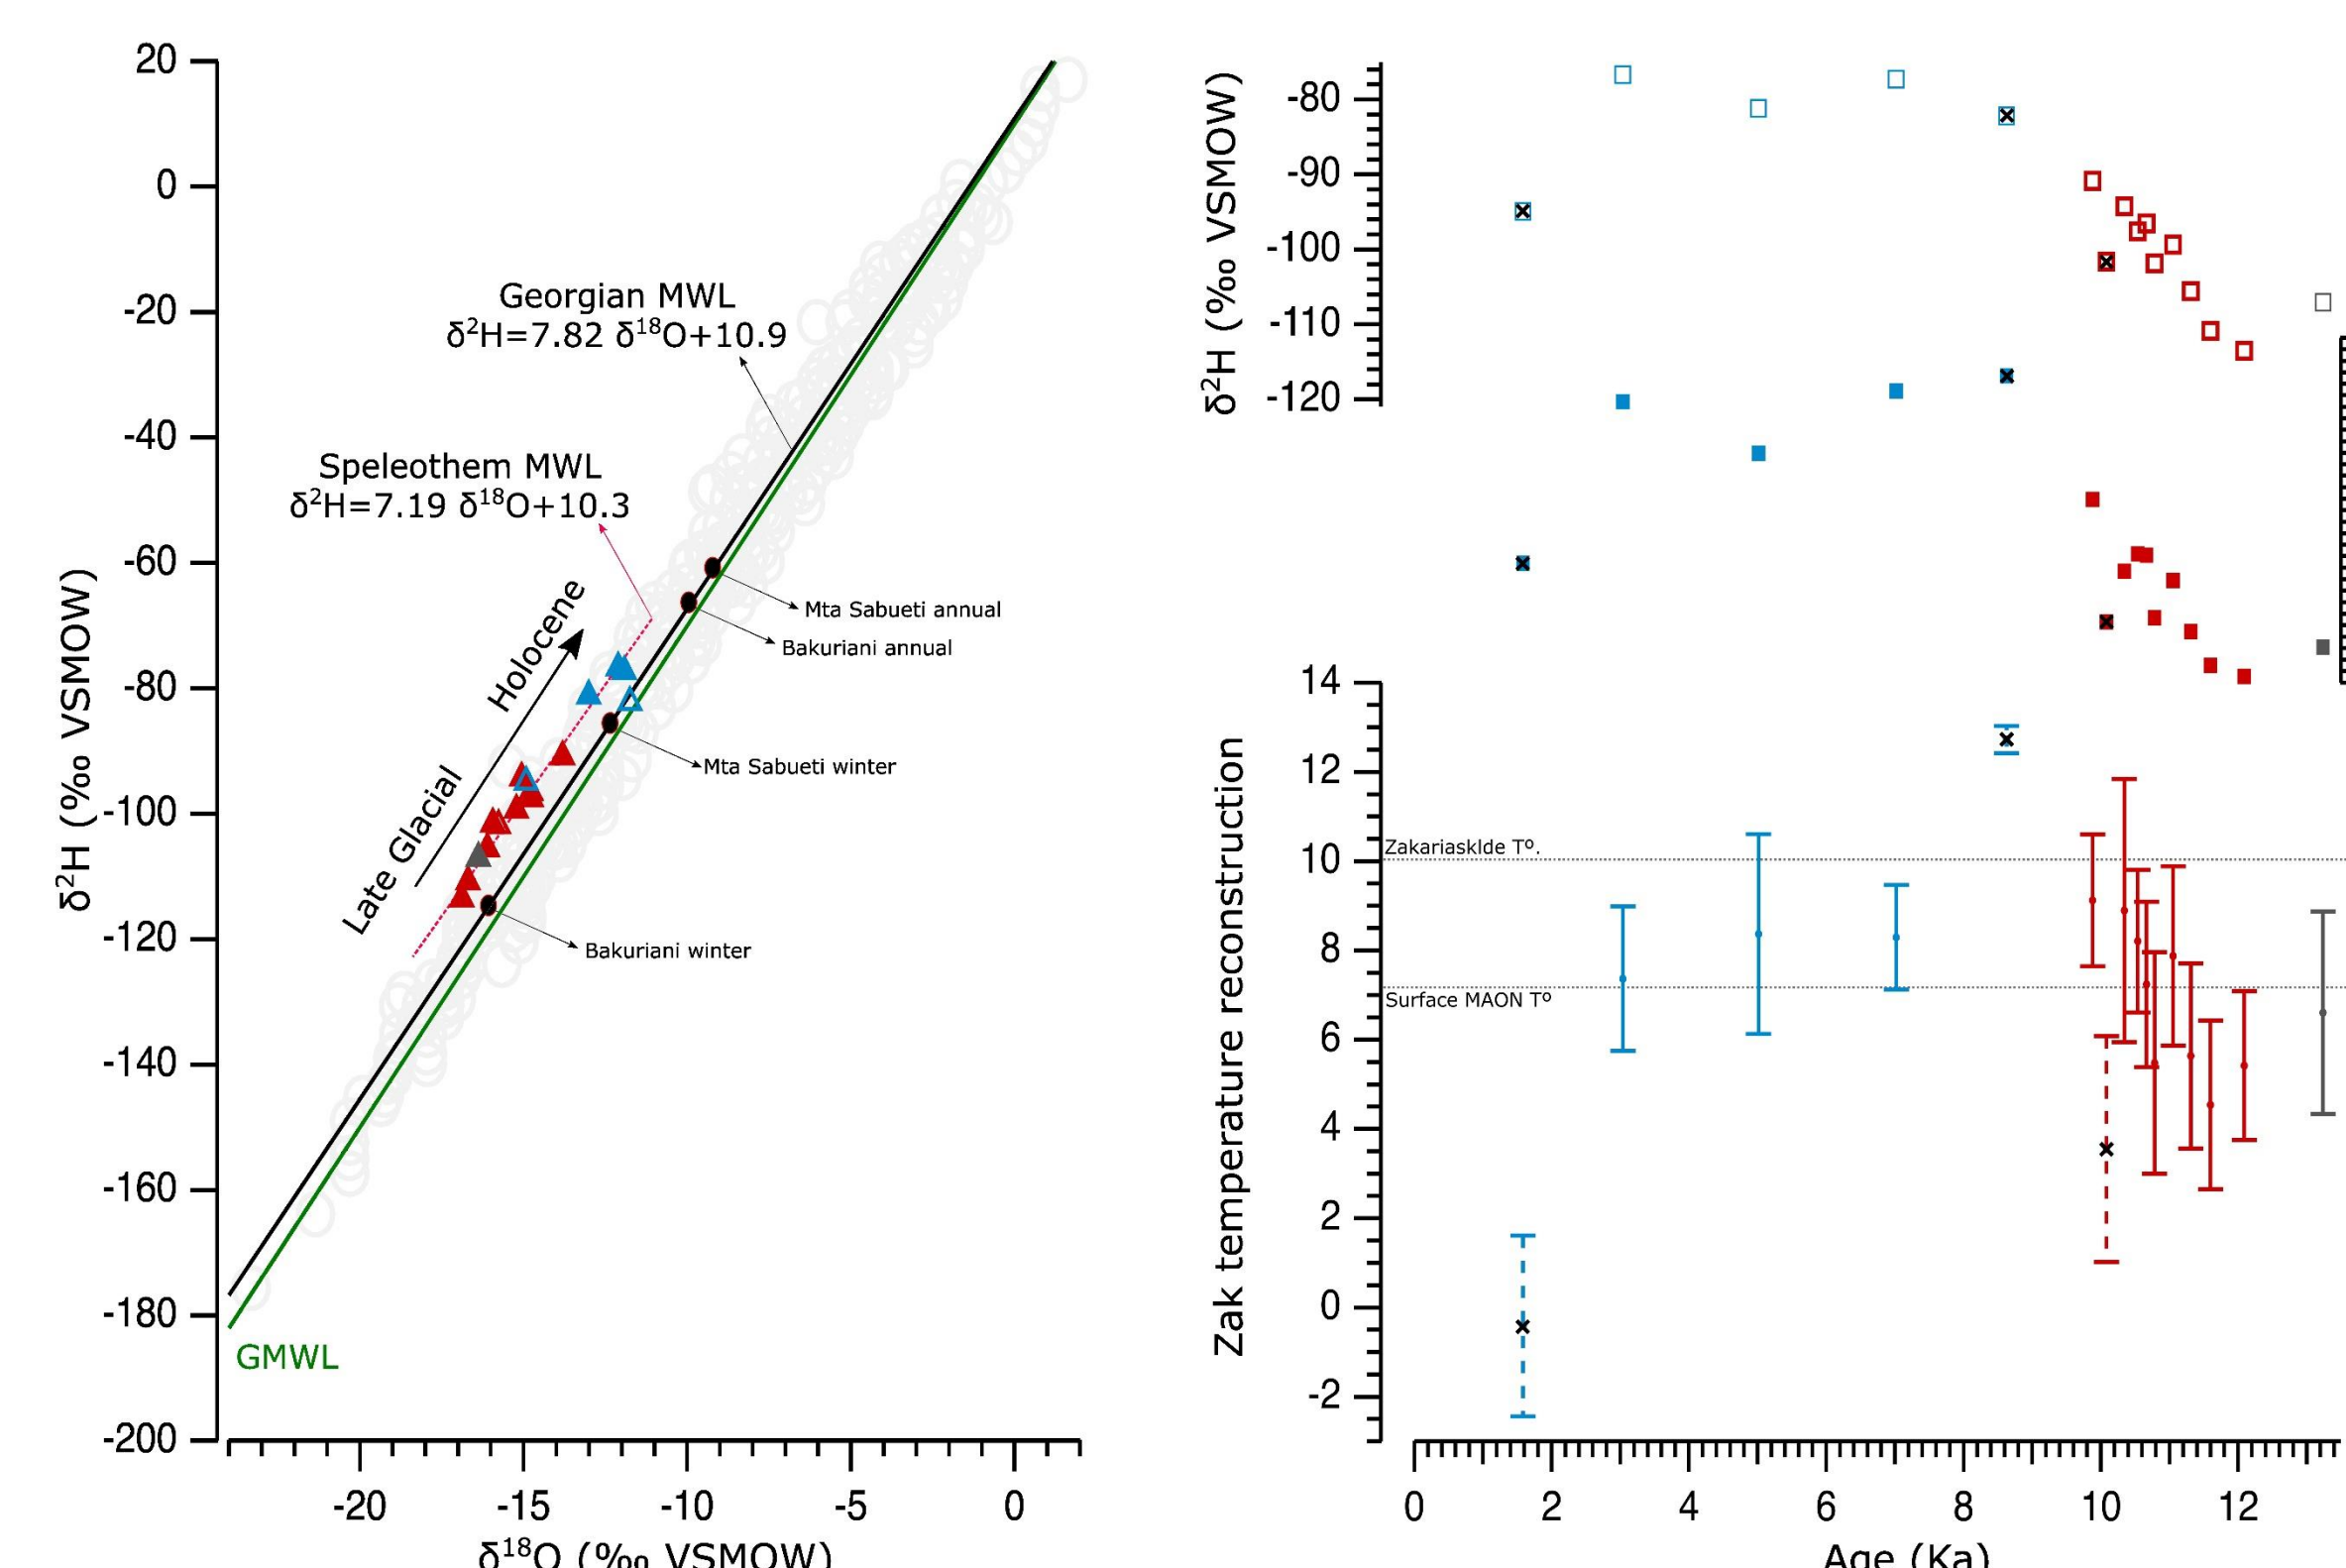 20
0
-20
-40
-60
-80
-100
-120
-140
-160
-180
-200
δ²H (‰ VSMOW)
Georgian MWL
δ²H=7.82 δ¹⁸O+10.9
Speleothem MWL
δ²H=7.19 δ¹⁸O+10.3
Holocene
Late Glacial
Mta Sabueti annual
Bakuriani annual
Mta Sabueti winter
Bakuriani winter
GMWL
-20 -15 -10 -5 0
δ¹⁸O (‰ VSMOW)
δ²H (‰ VSMOW)
-80
-90
-100
-110
-120
Zak temperature reconstruction
14
12
10
8
6
4
2
0
-2
Zakariasklde Tº.
Surface MAON Tº
0 2 4 6 8 10 12
Age (Ka)